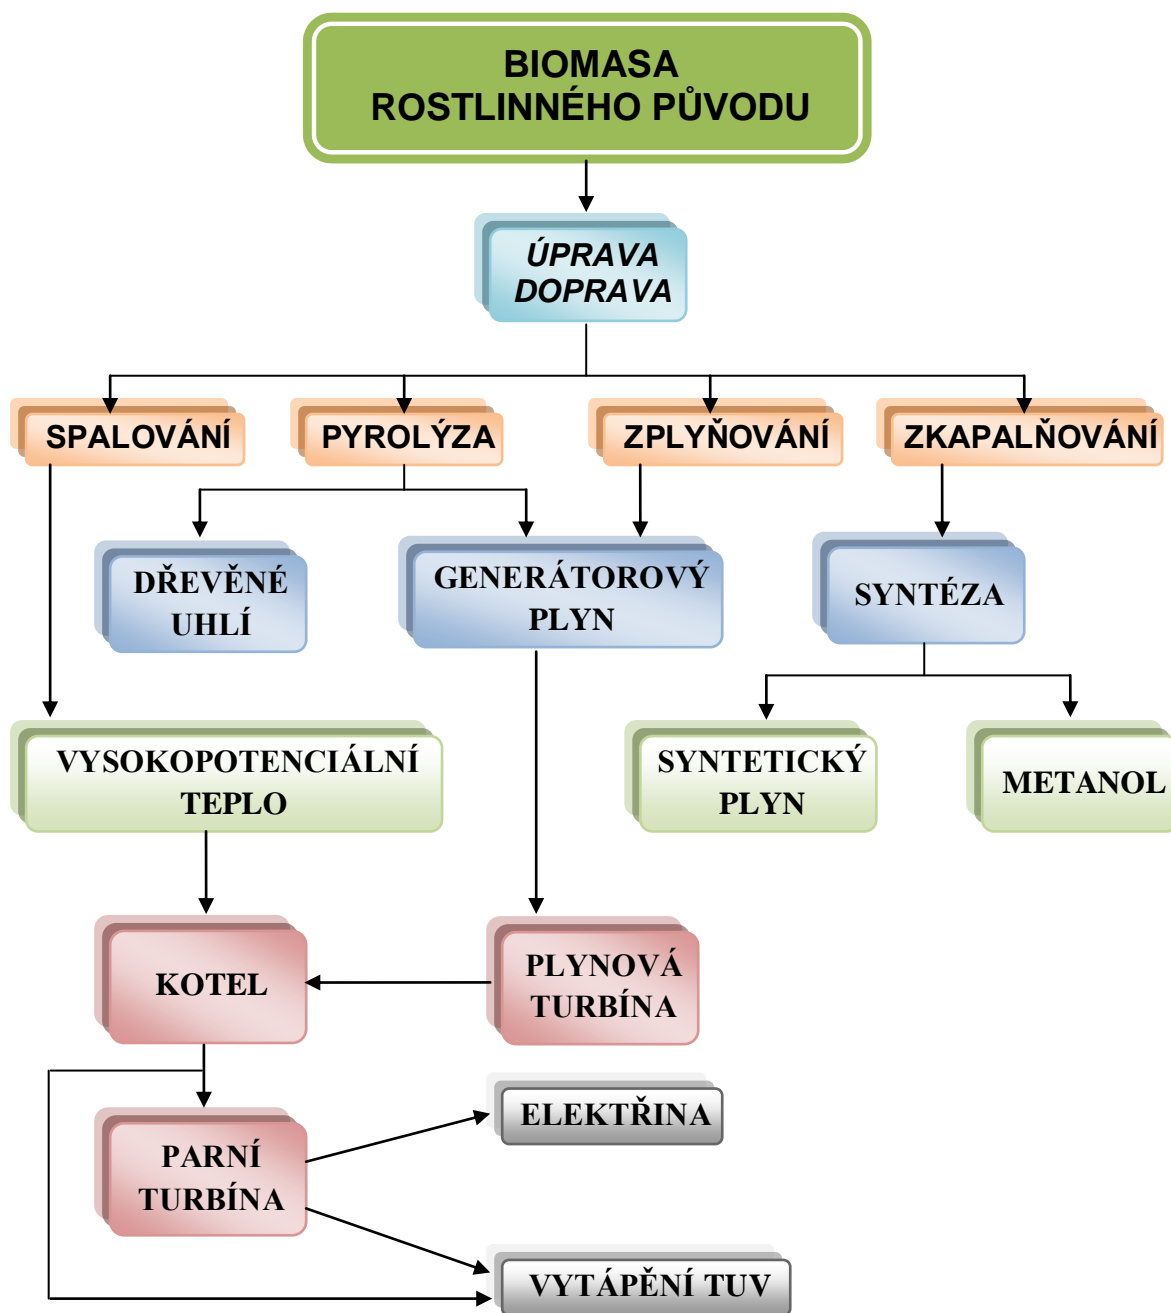 BIOMASA
ROSTLINNÉHO PŮVODU
ÚPRAVA
DOPRAVA
SPALOVÁNÍ
PYROLÝZA
ZPLYŇOVÁNÍ
ZKAPALŇOVÁNÍ
DŘEVĚNÉ
UHLÍ
GENERÁTOROVÝ
PLYN
SYNTÉZA
VYSOKOPOTENCIÁLNÍ
TEPLO
SYNTETICKÝ
PLYN
METANOL
KOTEL
PLYNOVÁ
TURBÍNA
PARNÍ
TURBÍNA
ELEKTŘINA
VYTÁPĚNÍ TUV